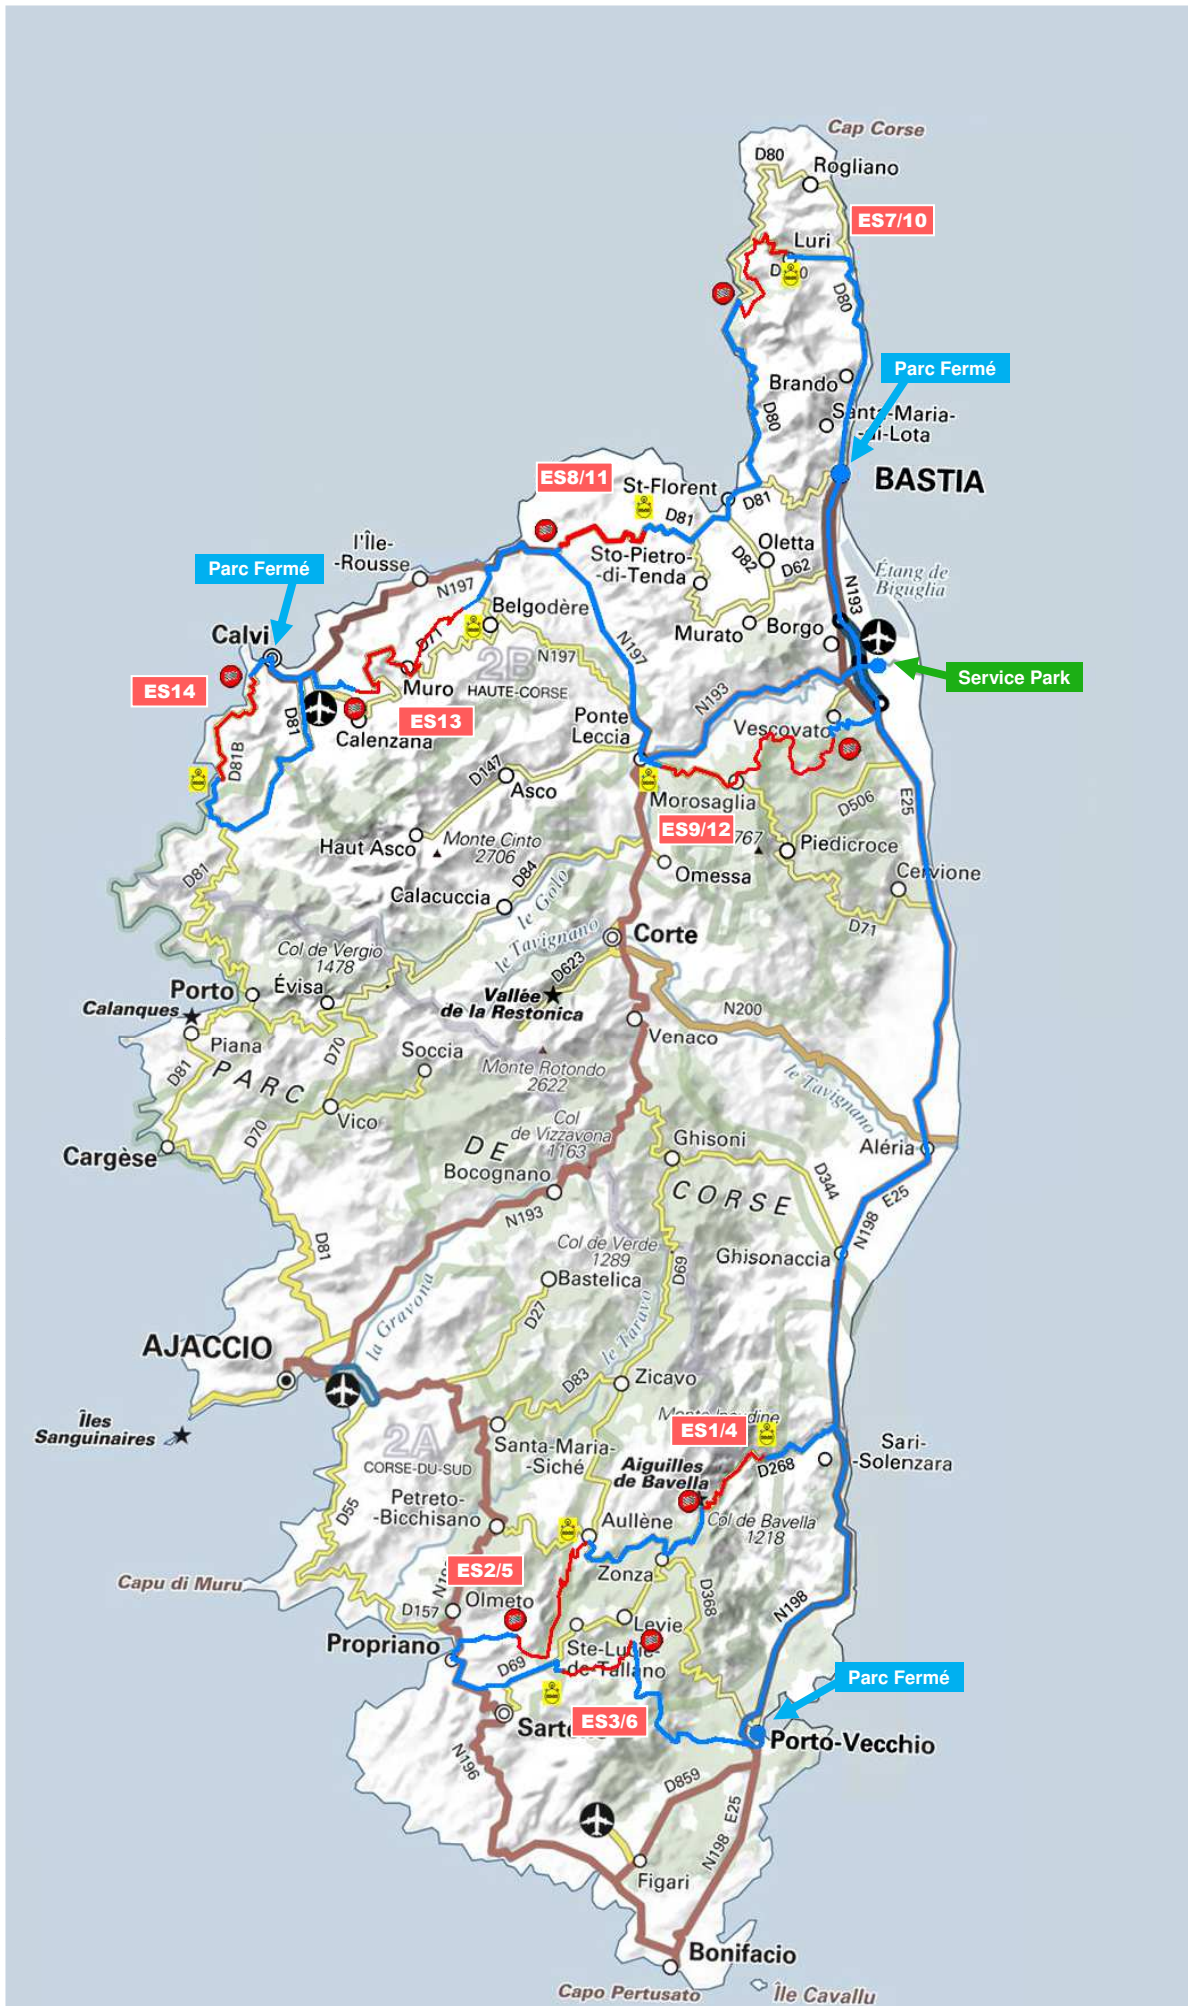 Cap Corse
D80
Rogliano
ES7/10
Luri
D80
Parc Fermé
Brando
D80
Santa-Maria-
-di-Lota
BASTIA
ES8/11
St-Florent
D81
D81
l'Île-
-Rousse
Sto-Pietro-
-di-Tenda
Oletta
D82
D62
Étang de
Biguglia
Parc Fermé
N197
Belgodère
N193
Calvi
D71
Murato
Borgo
2B
N197
N197
ES14
Muro
HAUTE-CORSE
Service Park
D81
ES13
Calenzana
Ponte
Leccia
N193
Vescovato
D81B
D147
Asco
Morosaglia
D506
E25
ES9/12
767
Haut Asco
Monte Cinto
2706
Piedicroce
D81
D84
Omessa
Cervione
Calacuccia
le Golo
le Tavignano
D71
Corte
Col de Vergio
1478
D623
Porto
Évisa
Vallée
de la Restonica
Calanques
N200
Piana
Venaco
D70
Soccia
D81
PARC
Monte Rotondo
2622
le Tavignano
Vico
D70
Col
de Vizzavona
1163
Ghisoni
Aléria
Cargèse
DE
Bocognano
D344
CORSE
E25
N193
N198
D81
Col de Verde
1289
D69
Ghisonaccia
la Gravona
Bastelica
D27
le Taravo
AJACCIO
D83
Zicavo
Îles
Sanguinaires
2A
CORSE-DU-SUD
Santa-Maria-
-Siché
ES1/4
D268
Sari-
-Solenzara
Aiguilles
de Bavella
Petreto-
-Bicchisano
D55
Aullène
Col de Bavella
1218
ES2/5
Zonza
Capu di Muru
Olmeto
D368
N198
D157
Levie
Propriano
Ste-Lucie-
-de-Tallano
D69
Parc Fermé
ES3/6
Porto-Vecchio
N196
D859
E25
N198
Figari
Bonifacio
Capo Pertusato
Île Cavallu